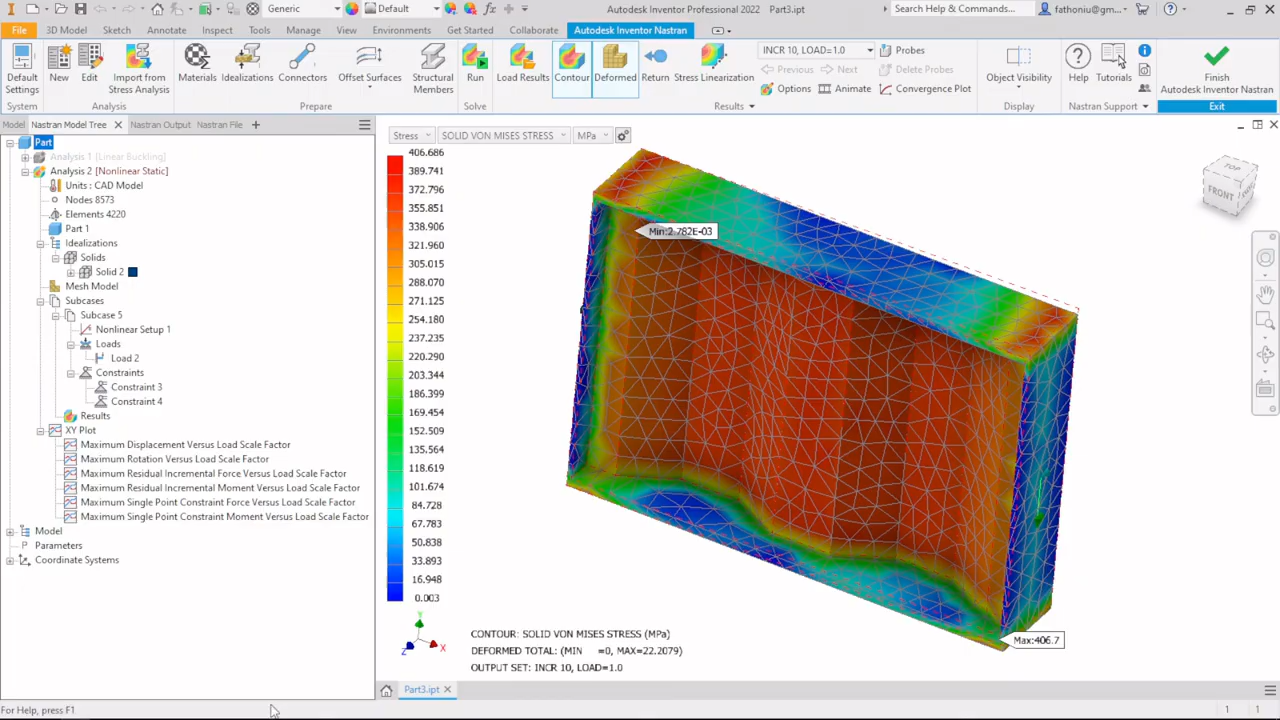 Generic
Default
Autodesk Inventor Professional 2022 Part3.ipt
Search Help & Commands...
fathoniu@gm...
File
3D Model
Sketch
Annotate
Inspect
Tools
Manage
View
Environments
Get Started
Collaborate
Autodesk Inventor Nastran
Default Settings
New
Edit
Import from Stress Analysis
Materials
Idealizations
Connectors
Offset Surfaces
Structural Members
Run
Load Results
Contour
Deformed
Return
Stress Linearization
INCR 10, LOAD=1.0
Previous
Next
Options
Animate
Probes
Delete Probes
Convergence Plot
Object Visibility
Help
Tutorials
Finish Autodesk Inventor Nastran
System
Analysis
Prepare
Solve
Results
Display
Nastran Support
Exit
Model
Nastran Model Tree
Nastran Output
Nastran File
Part
Analysis 1 [Linear Buckling]
Analysis 2 [Nonlinear Static]
Units : CAD Model
Nodes 8573
Elements 4220
Part 1
Idealizations
Solids
Solid 2
Mesh Model
Subcases
Subcase 5
Nonlinear Setup 1
Loads
Load 2
Constraints
Constraint 3
Constraint 4
Results
XY Plot
Maximum Displacement Versus Load Scale Factor
Maximum Rotation Versus Load Scale Factor
Maximum Residual Incremental Force Versus Load Scale Factor
Maximum Residual Incremental Moment Versus Load Scale Factor
Maximum Single Point Constraint Force Versus Load Scale Factor
Maximum Single Point Constraint Moment Versus Load Scale Factor
Model
Parameters
Coordinate Systems
Stress
SOLID VON MISES STRESS
MPa
406.686
389.741
372.796
355.851
338.906
321.960
305.015
288.070
271.125
254.180
237.235
220.290
203.344
186.399
169.454
152.509
135.564
118.619
101.674
84.728
67.783
50.838
33.893
16.948
0.003
Min:2.782E-03
Max:406.7
TOP
FRONT
Y
Z
X
CONTOUR: SOLID VON MISES STRESS (MPa)
DEFORMED TOTAL: (MIN =0, MAX=22.2079)
OUTPUT SET: INCR 10, LOAD=1.0
Part3.ipt
For Help, press F1
1 1